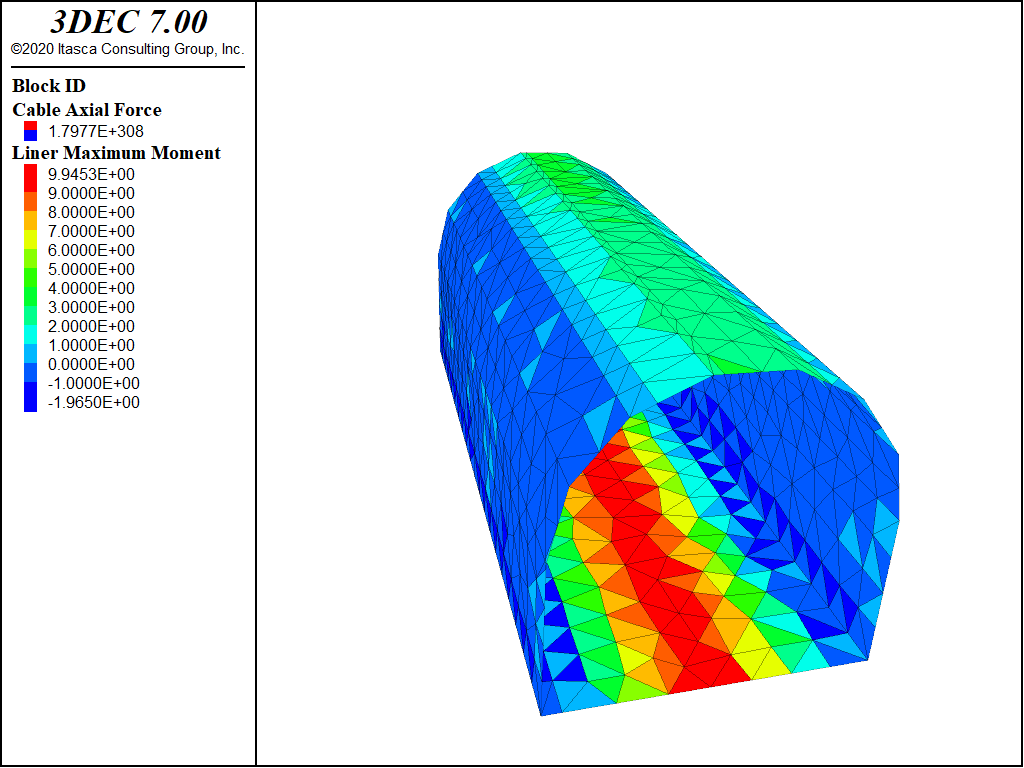 3DEC 7.00
©2020 Itasca Consulting Group, Inc.
Block ID
Cable Axial Force
1.7977E+308
Liner Maximum Moment
9.9453E+00
9.0000E+00
8.0000E+00
7.0000E+00
6.0000E+00
5.0000E+00
4.0000E+00
3.0000E+00
2.0000E+00
1.0000E+00
0.0000E+00
-1.0000E+00
-1.9650E+00